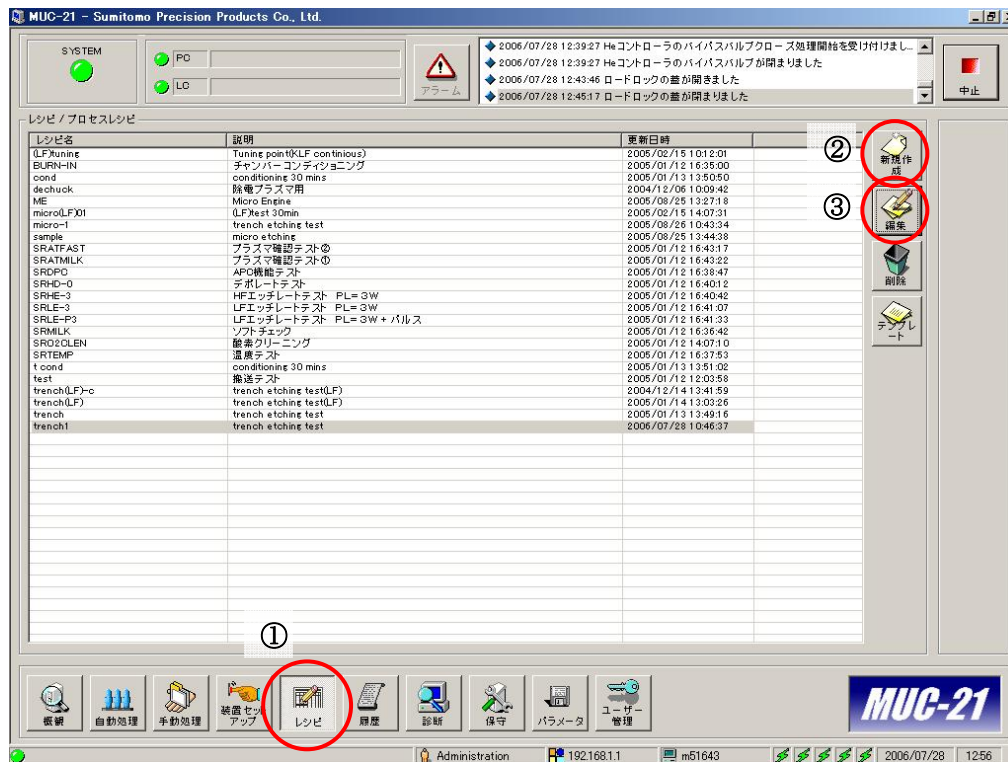 MUC-21 - Sumitomo Precision Products Co., Ltd.
SYSTEM
PC
LC
アラーム
2006/07/28 12:39:27 Heコントローラのバイパスバルブクローズ処理開始を受け付けまし...
2006/07/28 12:39:27 Heコントローラのバイパスバルブが閉まりました
2006/07/28 12:43:46 ロードロックの蓋が開きました
2006/07/28 12:45:17 ロードロックの蓋が閉まりました
中止
レシピ / プロセスレシピ
レシピ名 説明 更新日時
(LF)tuning Tuning point(KLF continious) 2005/02/15 10:12:01
BURN-IN チャンバーコンディショニング 2005/01/12 16:35:00
cond conditioning 30 mins 2005/01/13 13:50:50
dechuck 除電プラズマ用 2004/12/06 10:09:42
ME Micro Engine 2005/08/25 13:27:18
micro(LF)01 (LF)test 30min 2005/02/15 14:07:31
micro-1 trench etching test 2005/08/26 10:43:34
sample micro etching 2005/08/25 13:44:38
SRATFAST プラズマ確認テスト② 2005/01/12 16:43:17
SRATMILK プラズマ確認テスト① 2005/01/12 16:43:22
SRDPO APC機能テスト 2005/01/12 16:38:47
SRHD-0 デポレートテスト 2005/01/12 16:40:12
SRHE-3 HFエッチレートテスト PL=3W 2005/01/12 16:40:42
SRLE-3 LFエッチレートテスト PL=3W 2005/01/12 16:41:07
SRLE-P3 LFエッチレートテスト PL=3W+パルス 2005/01/12 16:41:33
SRMILK ソフトチェック 2005/01/12 16:36:42
SRO2CLEN 酸素クリーニング 2005/01/12 14:07:10
SRTEMP 温度テスト 2005/01/12 16:37:53
t cond conditioning 30 mins 2005/01/13 13:51:02
test 搬送テスト 2005/01/12 12:03:58
trench(LF)-c trench etching test(LF) 2004/12/14 13:41:59
trench(LF) trench etching test(LF) 2005/01/14 13:03:26
trench trench etching test 2005/01/13 13:49:16
trench1 trench etching test 2006/07/28 10:46:37
②
新規作
成
③
編集
削除
テンプレ
ート
①
概観
自動処理
手動処理
装置セッ
トアップ
レシピ
履歴
診断
保守
パラメータ
ユーザー
管理
MUC-21
Administration 192.168.1.1 m51643 2006/07/28 12:56